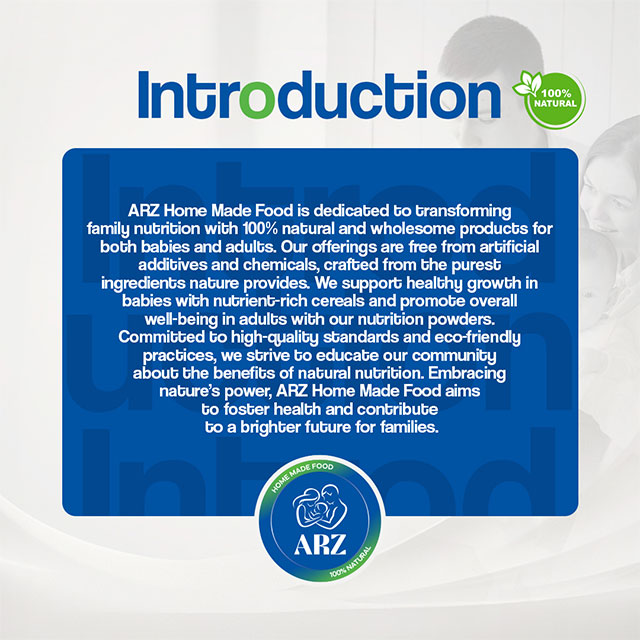 Introduction
100%
NATURAL
ARZ Home Made Food is dedicated to transforming
family nutrition with 100% natural and wholesome products for
both babies and adults. Our offerings are free from artificial
additives and chemicals, crafted from the purest
ingredients nature provides. We support healthy growth in
babies with nutrient-rich cereals and promote overall
well-being in adults with our nutrition powders.
Committed to high-quality standards and eco-friendly
practices, we strive to educate our community
about the benefits of natural nutrition. Embracing
nature's power, ARZ Home Made Food aims
to foster health and contribute
to a brighter future for families.
Introd
uction
Introd
HOME MADE FOOD
ARZ
100% NATURAL